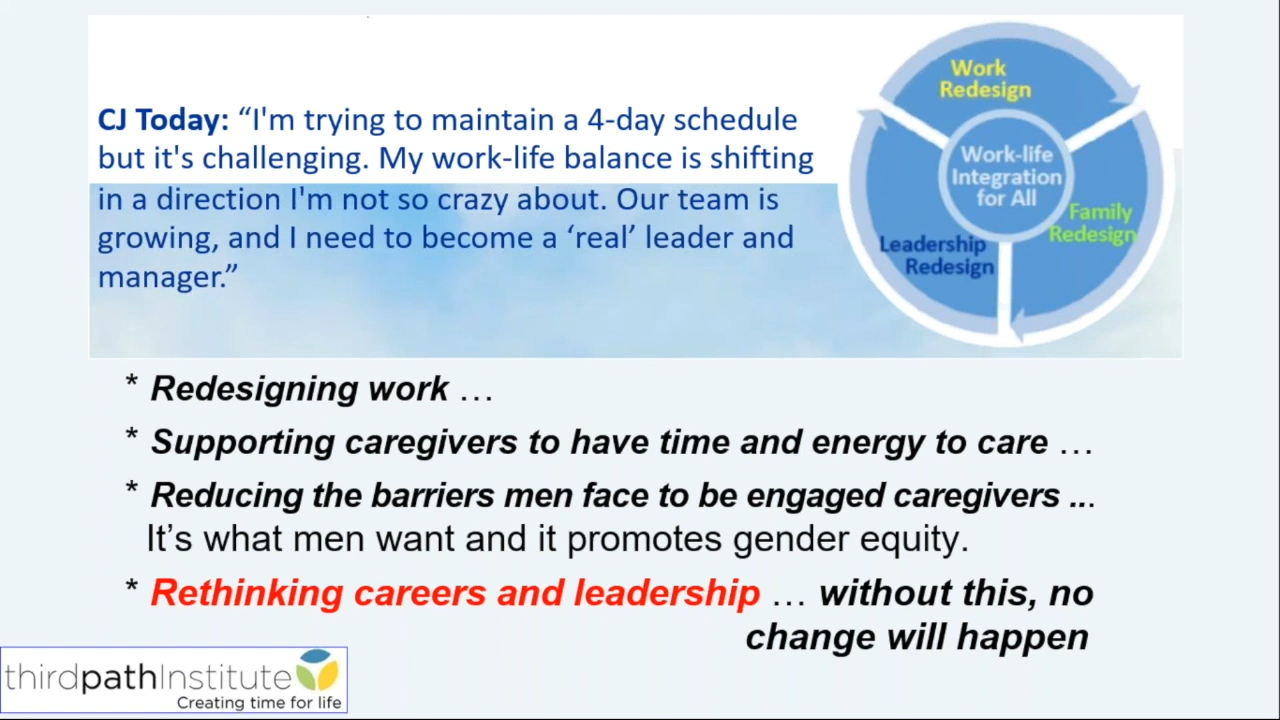 CJ Today: “I'm trying to maintain a 4-day schedule
but it's challenging. My work-life balance is shifting
in a direction I'm not so crazy about. Our team is
growing, and I need to become a ‘real’ leader and
manager.”
Work
Redesign
Work-life
Integration
for All
Family
Redesign
Leadership
Redesign
* Redesigning work …
* Supporting caregivers to have time and energy to care …
* Reducing the barriers men face to be engaged caregivers ...
It’s what men want and it promotes gender equity.
* Rethinking careers and leadership … without this, no
change will happen
thirdpathInstitute
Creating time for life